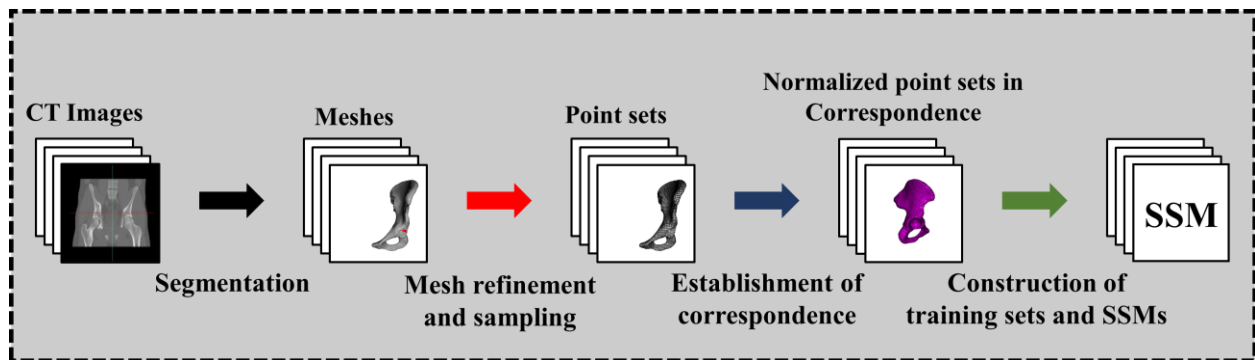 CT Images
Meshes
Point sets
Normalized point sets in
Correspondence
SSM
Segmentation
Mesh refinement
and sampling
Establishment of
correspondence
Construction of
training sets and SSMs